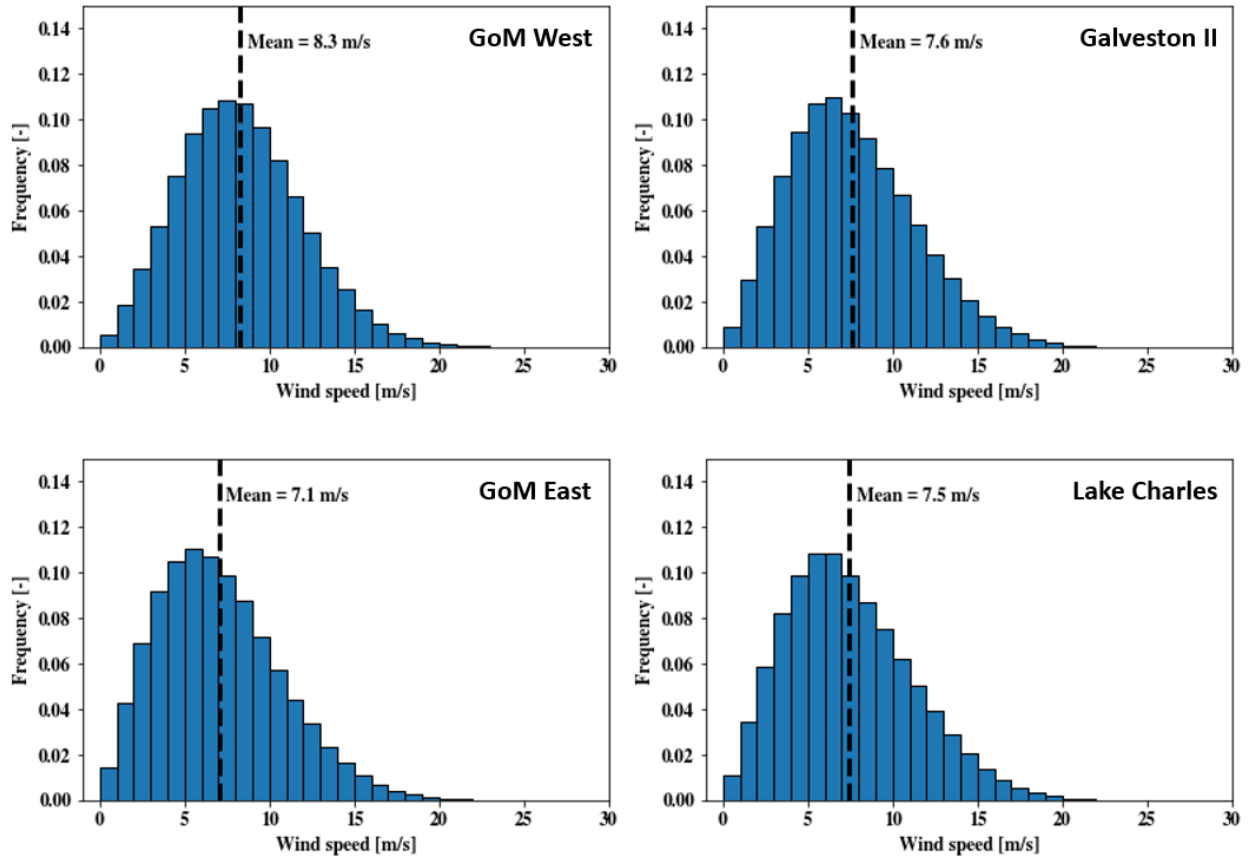 GoM West
Mean = 8.3 m/s
Frequency [-]
0.14
0.12
0.10
0.08
0.06
0.04
0.02
0.00
0 5 10 15 20 25 30
Wind speed [m/s]
Galveston II
Mean = 7.6 m/s
Frequency [-]
0.14
0.12
0.10
0.08
0.06
0.04
0.02
0.00
0 5 10 15 20 25 30
Wind speed [m/s]
GoM East
Mean = 7.1 m/s
Frequency [-]
0.14
0.12
0.10
0.08
0.06
0.04
0.02
0.00
0 5 10 15 20 25 30
Wind speed [m/s]
Lake Charles
Mean = 7.5 m/s
Frequency [-]
0.14
0.12
0.10
0.08
0.06
0.04
0.02
0.00
0 5 10 15 20 25 30
Wind speed [m/s]